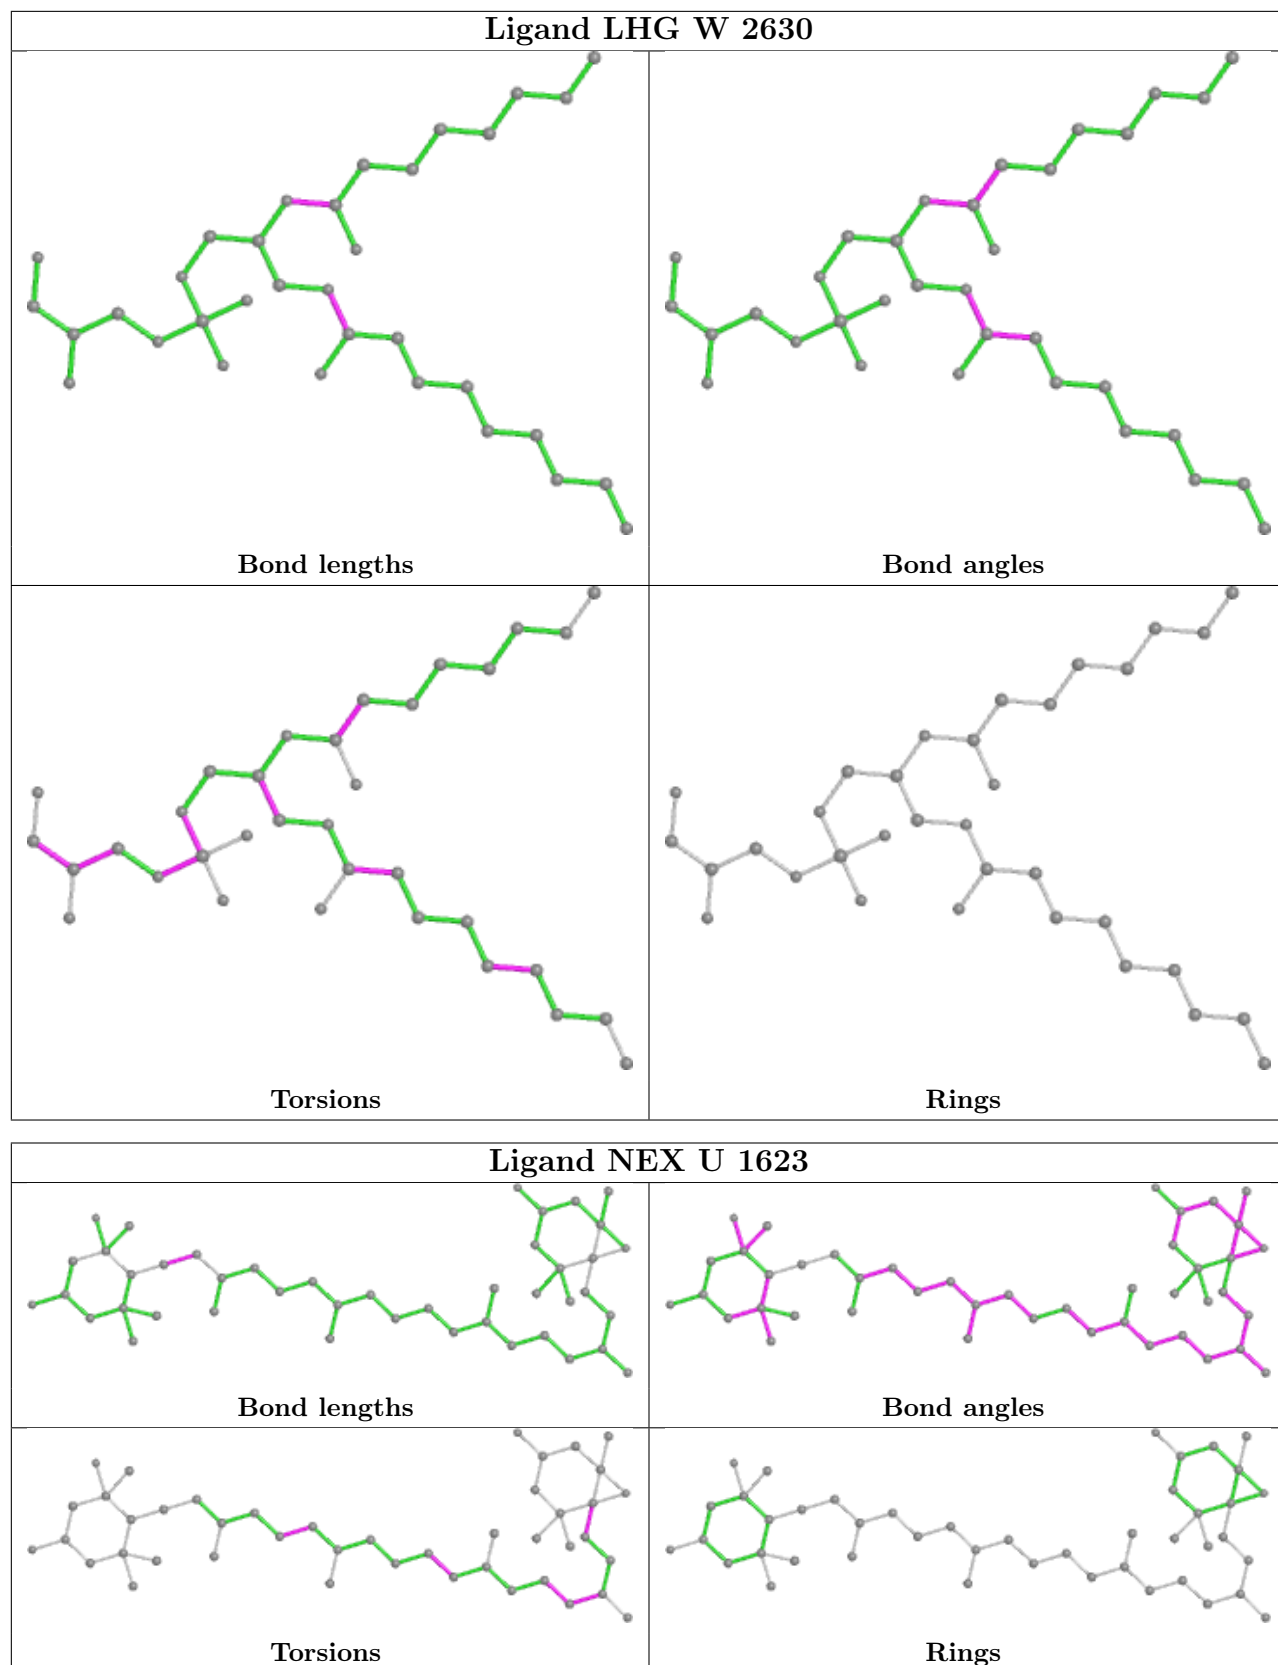 Ligand LHG W 2630
Bond lengths
Bond angles
Torsions
Rings
Ligand NEX U 1623
Bond lengths
Bond angles
Torsions
Rings